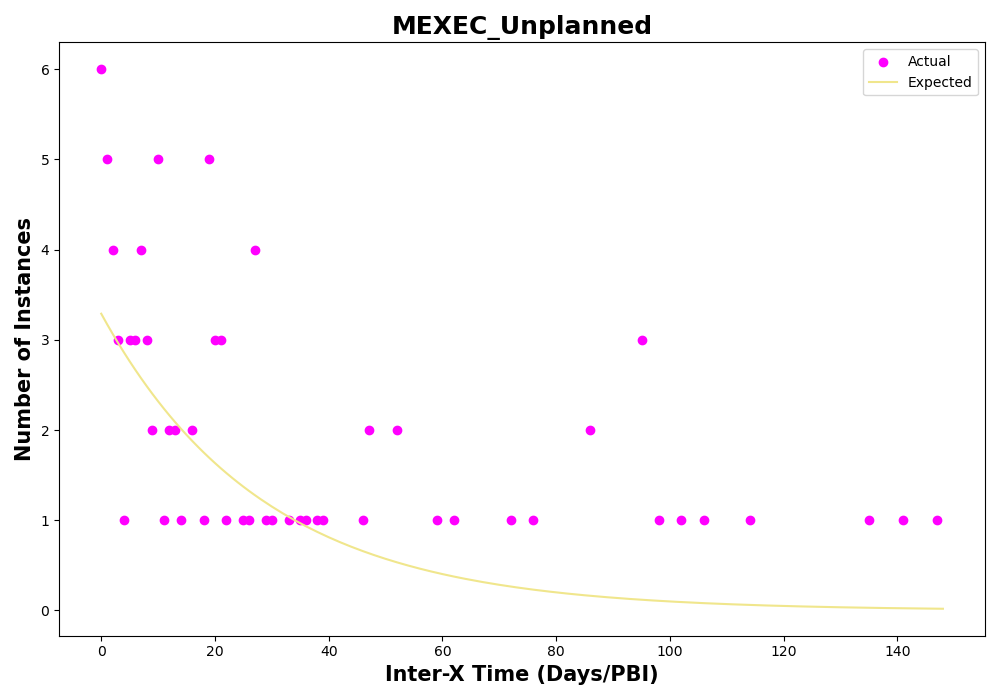 MEXEC_Unplanned
Actual
Expected
Number of Instances
6
5
4
3
2
1
0
0 20 40 60 80 100 120 140
Inter-X Time (Days/PBI)